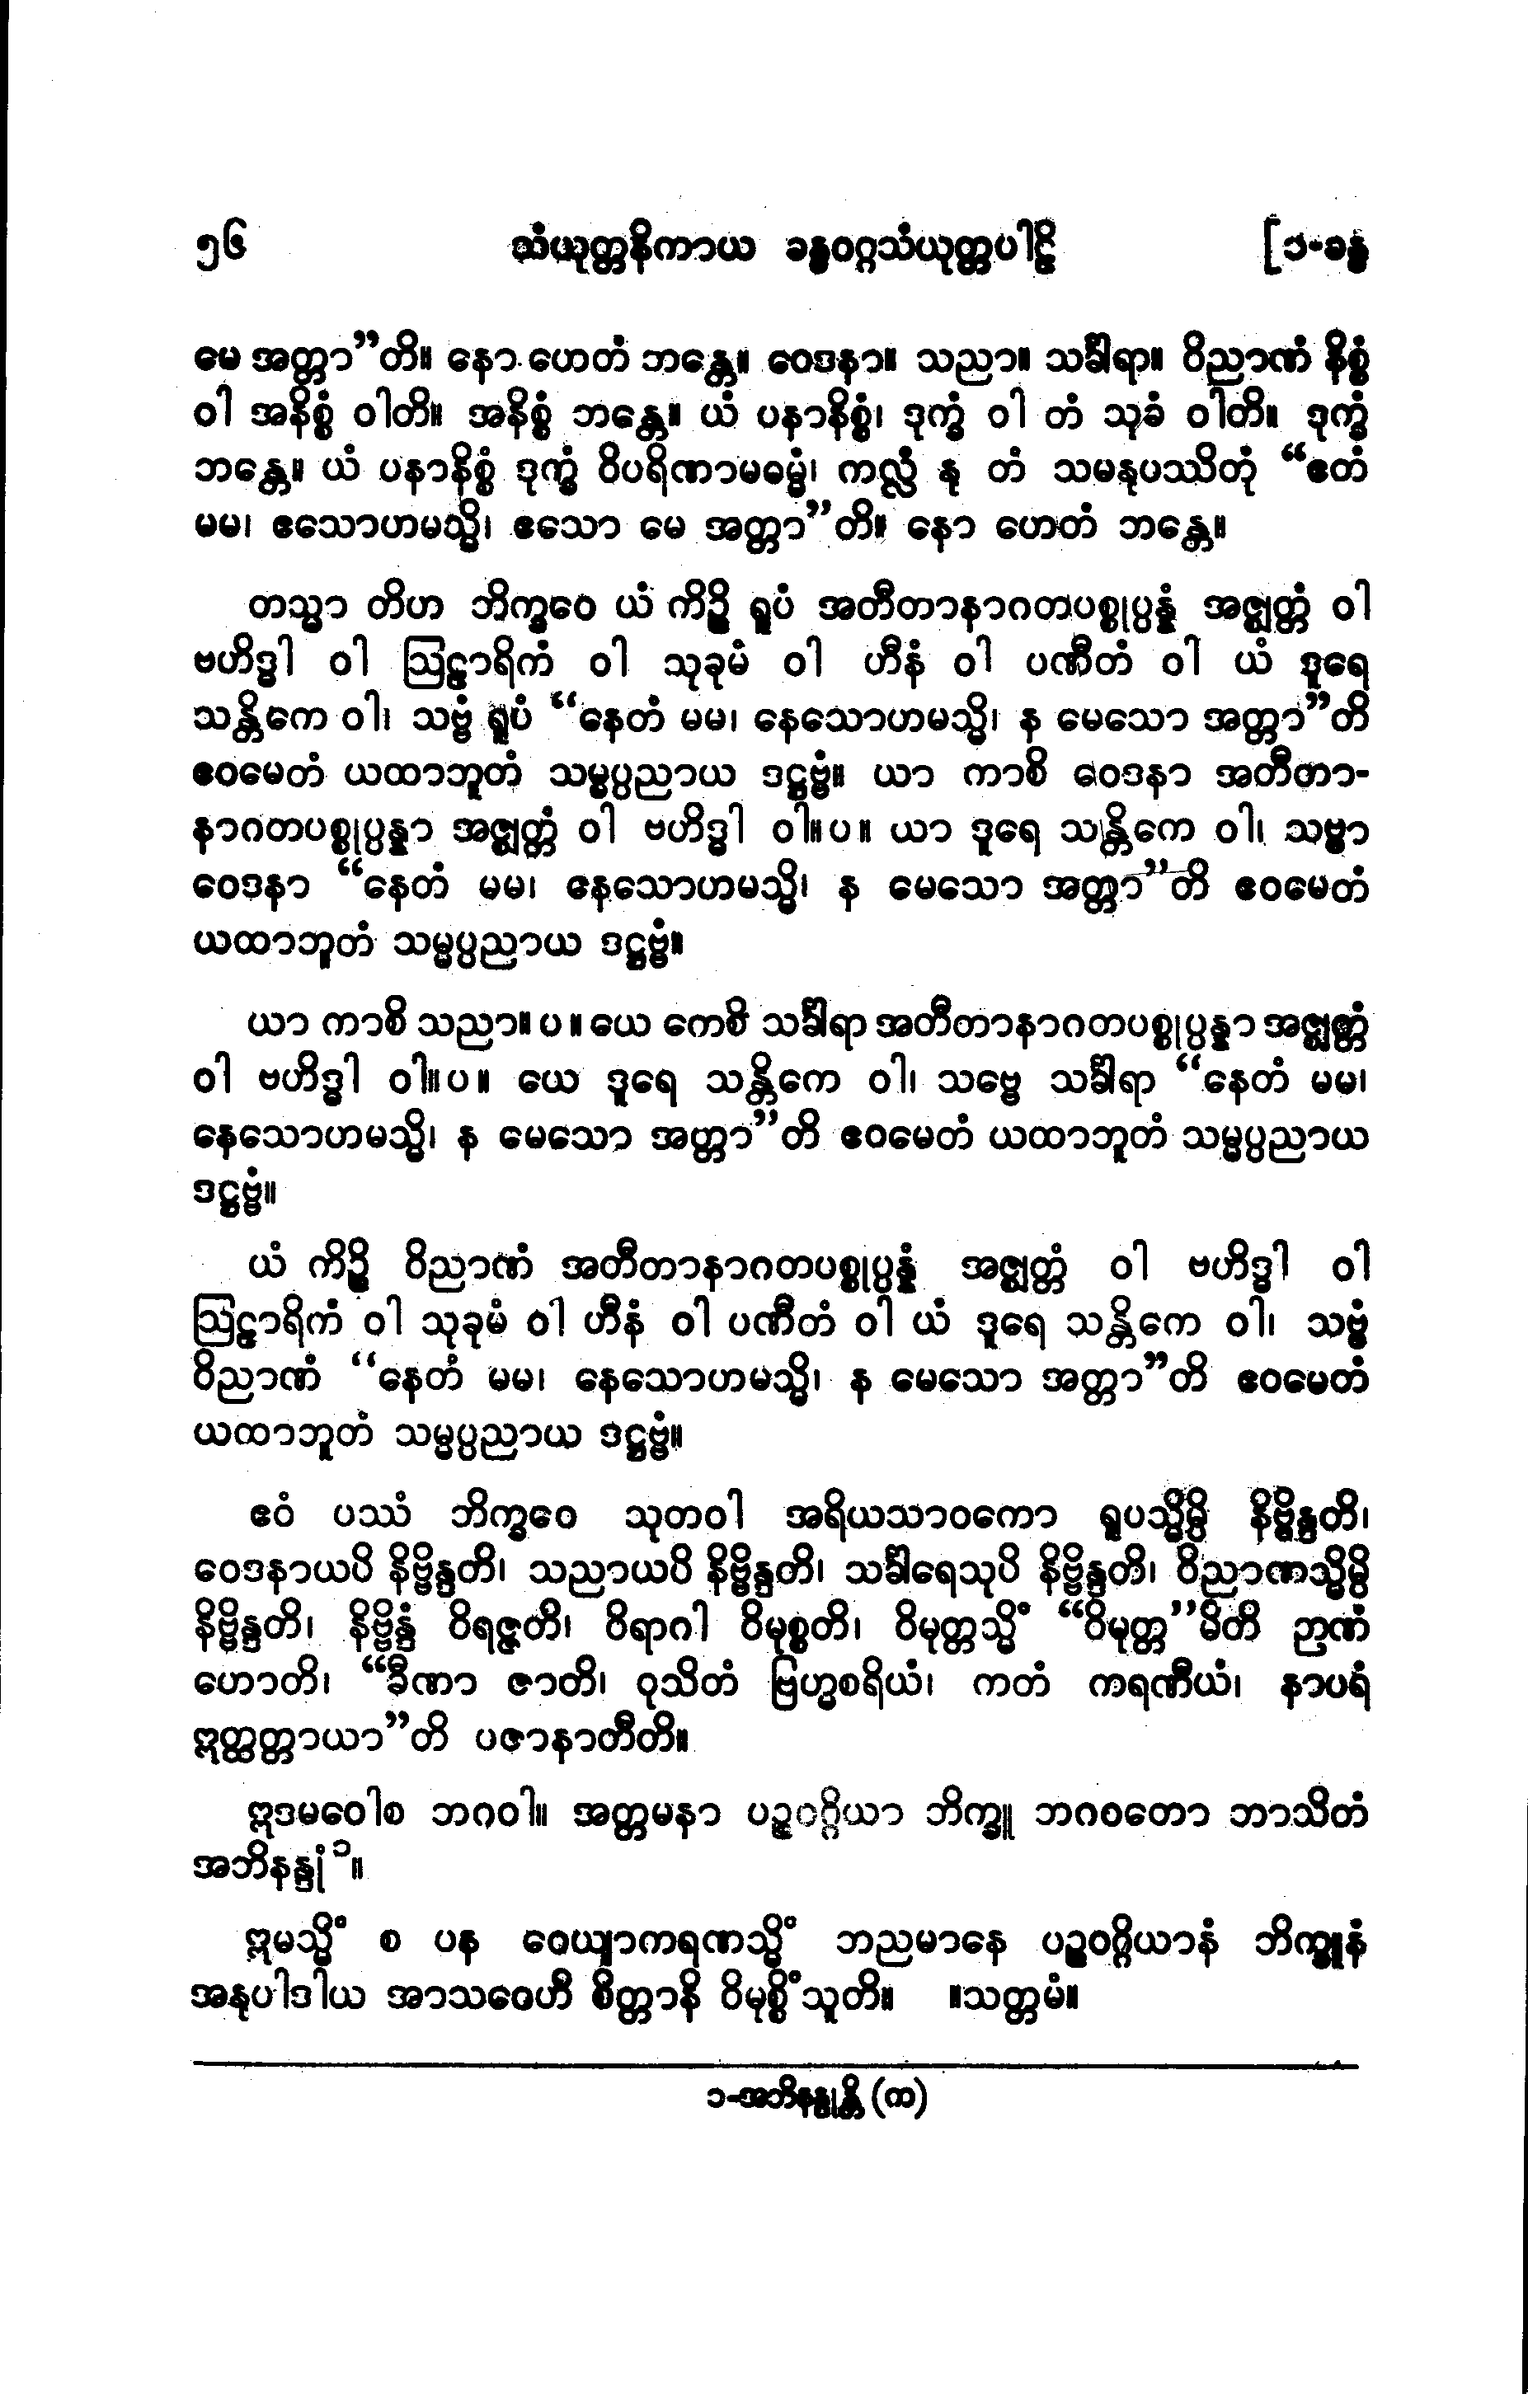 ၅၆ သံယုတ္တနိကာယ ခန္ဓဝဂ္ဂသံယုတ္တပါဠိ [၁-ခန္ဓ
မေ အတ္တာ”တိ။ နော ဟေတံ ဘန္တေ။ ဝေဒနာ။ သညာ။ သင်္ခါရာ။ ဝိညာဏံ နိစ္စံ
ဝါ အနိစ္စံ ဝါတိ။ အနိစ္စံ ဘန္တေ။ ယံ ပနာနိစ္စံ၊ ဒုက္ခံ ဝါ တံ သုခံ ဝါတိ။ ဒုက္ခံ
ဘန္တေ။ ယံ ပနာနိစ္စံ ဒုက္ခံ ဝိပရိဏာမဓမ္မံ၊ ကလ္လံ နု တံ သမနုပဿိတုံ “ဧတံ
မမ၊ ဧသောဟမသ္မိ၊ ဧသော မေ အတ္တာ”တိ။ နော ဟေတံ ဘန္တေ။
တသ္မာ တိဟ ဘိက္ခဝေ ယံ ကိဉ္စိ ရူပံ အတီတာနာဂတပစ္စုပ္ပန္နံ အဇ္ဈတ္တံ ဝါ
ဗဟိဒ္ဓါ ဝါ ဩဠာရိကံ ဝါ သုခုမံ ဝါ ဟီနံ ဝါ ပဏီတံ ဝါ ယံ ဒူရေ
သန္တိကေ ဝါ၊ သဗ္ဗံ ရူပံ “နေတံ မမ၊ နေသောဟမသ္မိ၊ န မေသော အတ္တာ”တိ
ဧဝမေတံ ယထာဘူတံ သမ္မပ္ပညာယ ဒဋ္ဌဗ္ဗံ။ ယာ ကာစိ ဝေဒနာ အတီတာ-
နာဂတပစ္စုပ္ပန္နာ အဇ္ဈတ္တံ ဝါ ဗဟိဒ္ဓါ ဝါ။ပ။ ယာ ဒူရေ သန္တိကေ ဝါ၊ သဗ္ဗာ
ဝေဒနာ “နေတံ မမ၊ နေသောဟမသ္မိ၊ န မေသော အတ္တာ”တိ ဧဝမေတံ
ယထာဘူတံ သမ္မပ္ပညာယ ဒဋ္ဌဗ္ဗံ။
ယာ ကာစိ သညာ။ပ။ယေ ကေစိ သင်္ခါရာ အတီတာနာဂတပစ္စုပ္ပန္နာ အဇ္ဈတ္တံ
ဝါ ဗဟိဒ္ဓါ ဝါ။ပ။ ယေ ဒူရေ သန္တိကေ ဝါ၊ သဗ္ဗေ သင်္ခါရာ “နေတံ မမ၊
နေသောဟမသ္မိ၊ န မေသော အတ္တာ”တိ ဧဝမေတံ ယထာဘူတံ သမ္မပ္ပညာယ
ဒဋ္ဌဗ္ဗံ။
ယံ ကိဉ္စိ ဝိညာဏံ အတီတာနာဂတပစ္စုပ္ပန္နံ အဇ္ဈတ္တံ ဝါ ဗဟိဒ္ဓါ ဝါ
ဩဠာရိကံ ဝါ သုခုမံ ဝါ ဟီနံ ဝါ ပဏီတံ ဝါ ယံ ဒူရေ သန္တိကေ ဝါ၊ သဗ္ဗံ
ဝိညာဏံ “နေတံ မမ၊ နေသောဟမသ္မိ၊ န မေသော အတ္တာ”တိ ဧဝမေတံ
ယထာဘူတံ သမ္မပ္ပညာယ ဒဋ္ဌဗ္ဗံ။
ဧဝံ ပဿံ ဘိက္ခဝေ သုတဝါ အရိယသာဝကော ရူပသ္မိမ္ပိ နိဗ္ဗိန္ဒတိ၊
ဝေဒနာယပိ နိဗ္ဗိန္ဒတိ၊ သညာယပိ နိဗ္ဗိန္ဒတိ၊ သင်္ခါရေသုပိ နိဗ္ဗိန္ဒတိ၊ ဝိညာဏသ္မိမ္ပိ
နိဗ္ဗိန္ဒတိ၊ နိဗ္ဗိန္ဒံ ဝိရဇ္ဇတိ၊ ဝိရာဂါ ဝိမုစ္စတိ၊ ဝိမုတ္တသ္မိံ “ဝိမုတ္တ”မိတိ ဉာဏံ
ဟောတိ၊ “ခီဏာ ဇာတိ၊ ဝုသိတံ ဗြဟ္မစရိယံ၊ ကတံ ကရဏီယံ၊ နာပရံ
ဣတ္ထတ္တာယာ”တိ ပဇာနာတီတိ။
ဣဒမဝေါစ ဘဂဝါ။ အတ္တမနာ ပဉ္စဝဂ္ဂိယာ ဘိက္ခူ ဘဂဝတော ဘာသိတံ
အဘိနန္ဒုံ ၁။
ဣမသ္မိံ စ ပန ဝေယျာကရဏသ္မိံ ဘညမာနေ ပဉ္စဝဂ္ဂိယာနံ ဘိက္ခူနံ
အနုပါဒါယ အာသဝေဟိ စိတ္တာနိ ဝိမုစ္စိံသူတိ။ ။သတ္တမံ။
၁-အဘိနန္ဒုန္တိ (က)